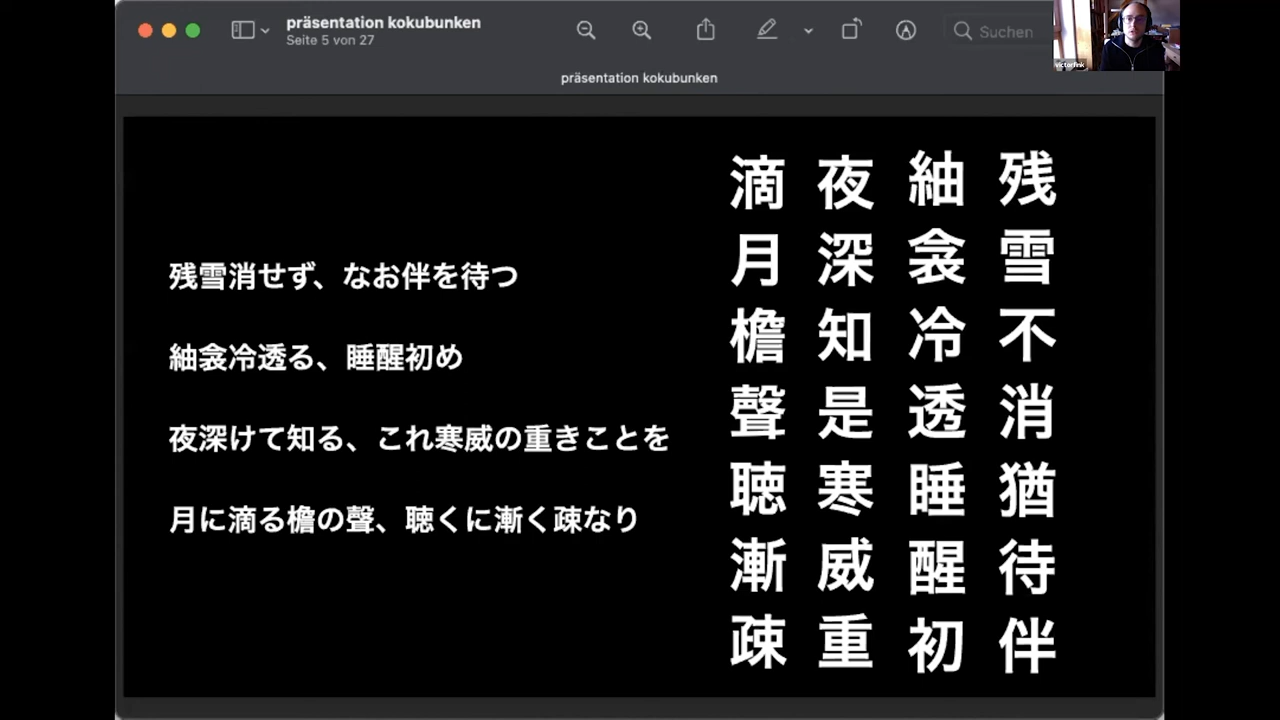 präsentation kokubunken
Seite 5 von 27
Suchen
victorfink
präsentation kokubunken
残雪不消猶待伴
紬衾冷透睡醒初
夜深知是寒威重
滴月檐聲聴漸疎
残雪消せず、なお伴を待つ
紬衾冷透る、睡醒初め
夜深けて知る、これ寒威の重きことを
月に滴る檐の聲、聴くに漸く疎なり